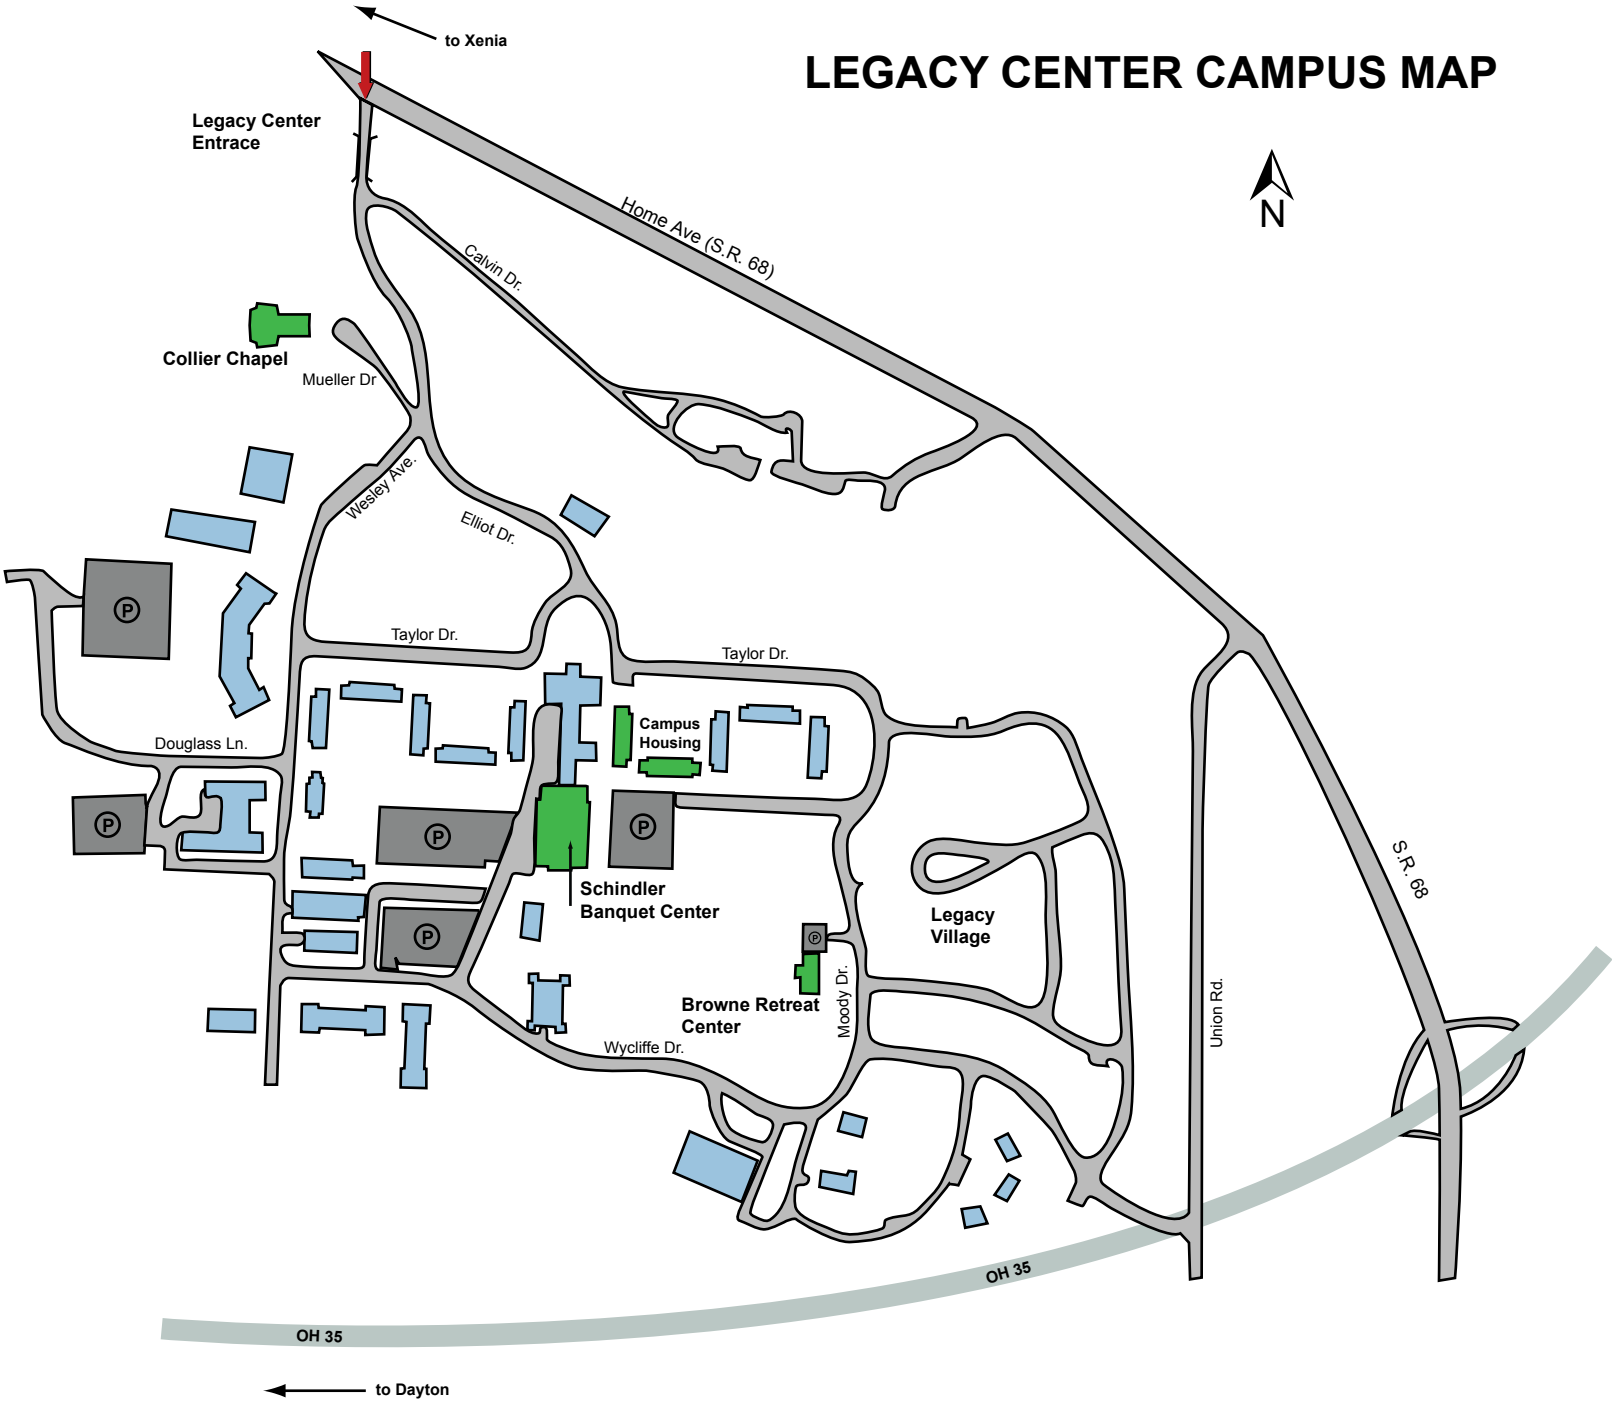 to Xenia
LEGACY CENTER CAMPUS MAP
Legacy Center
Entrace
N
Home Ave (S.R. 68)
Calvin Dr.
Collier Chapel
Mueller Dr
Wesley Ave.
Elliot Dr.
P
Taylor Dr.
Taylor Dr.
Campus
Housing
Douglass Ln.
P
P
P
Schindler
Banquet Center
S.R. 68
Legacy
Village
P
P
Browne Retreat
Center
Moody Dr.
Union Rd.
Wycliffe Dr.
OH 35
OH 35
to Dayton